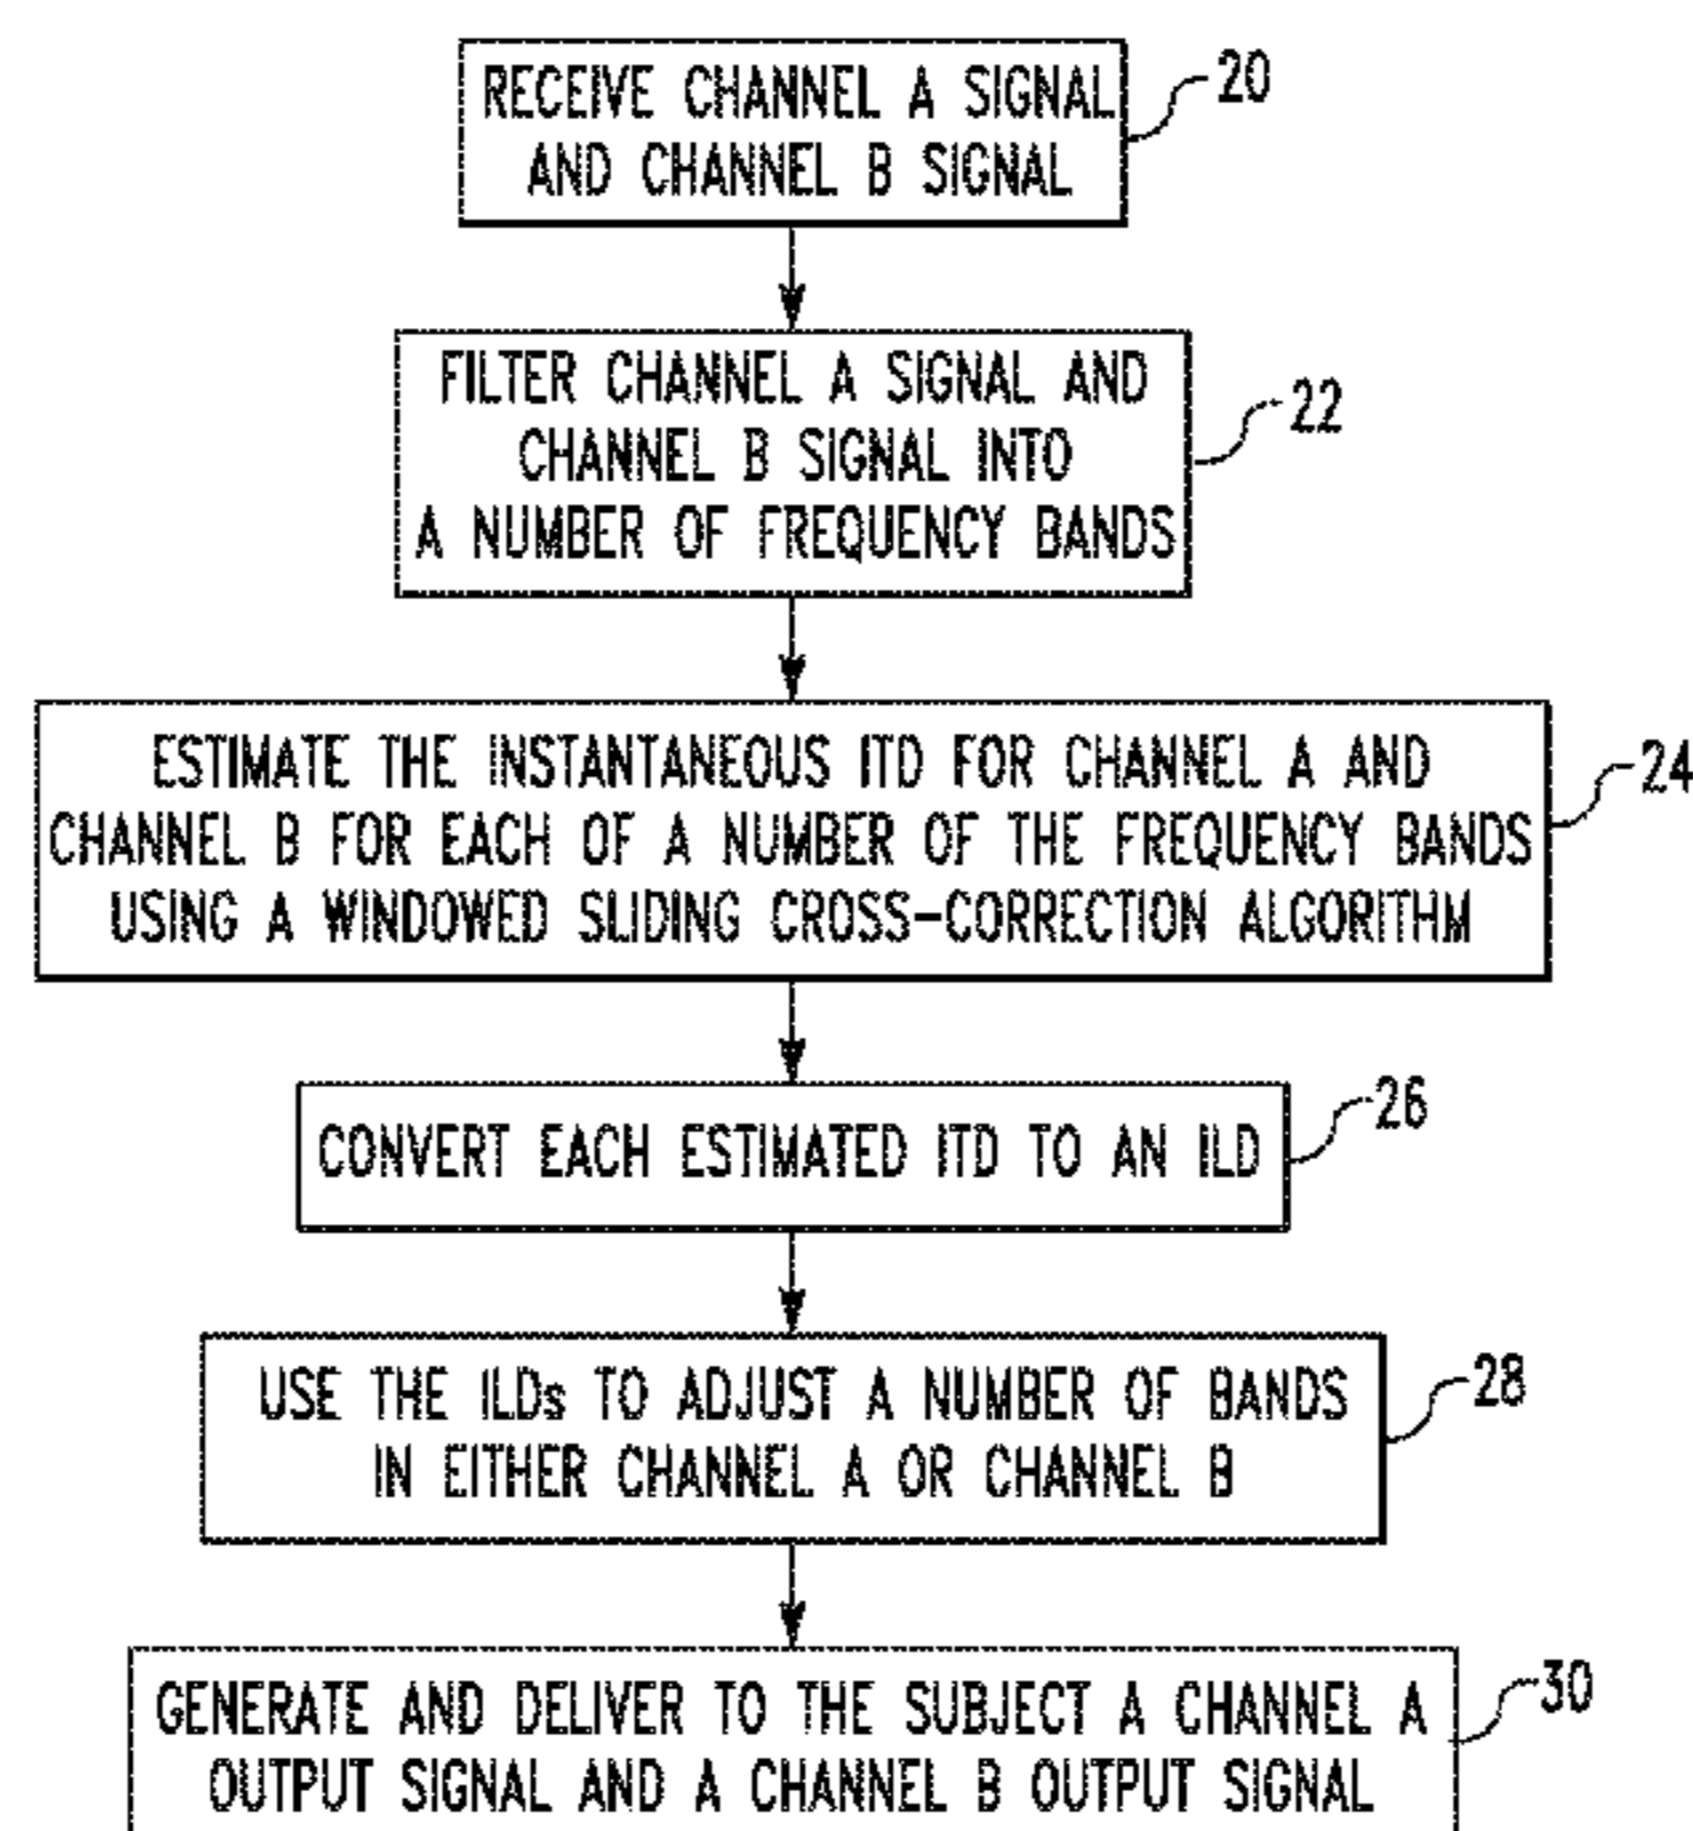 RECEIVE CHANNEL A SIGNAL
AND CHANNEL B SIGNAL
20
FILTER CHANNEL A SIGNAL AND
CHANNEL B SIGNAL INTO
A NUMBER OF FREQUENCY BANDS
22
ESTIMATE THE INSTANTANEOUS ITD FOR CHANNEL A AND
CHANNEL B FOR EACH OF A NUMBER OF THE FREQUENCY BANDS
USING A WINDOWED SLIDING CROSS-CORRECTION ALGORITHM
24
CONVERT EACH ESTIMATED ITD TO AN ILD
26
USE THE ILDs TO ADJUST A NUMBER OF BANDS
IN EITHER CHANNEL A OR CHANNEL B
28
GENERATE AND DELIVER TO THE SUBJECT A CHANNEL A
OUTPUT SIGNAL AND A CHANNEL B OUTPUT SIGNAL
30